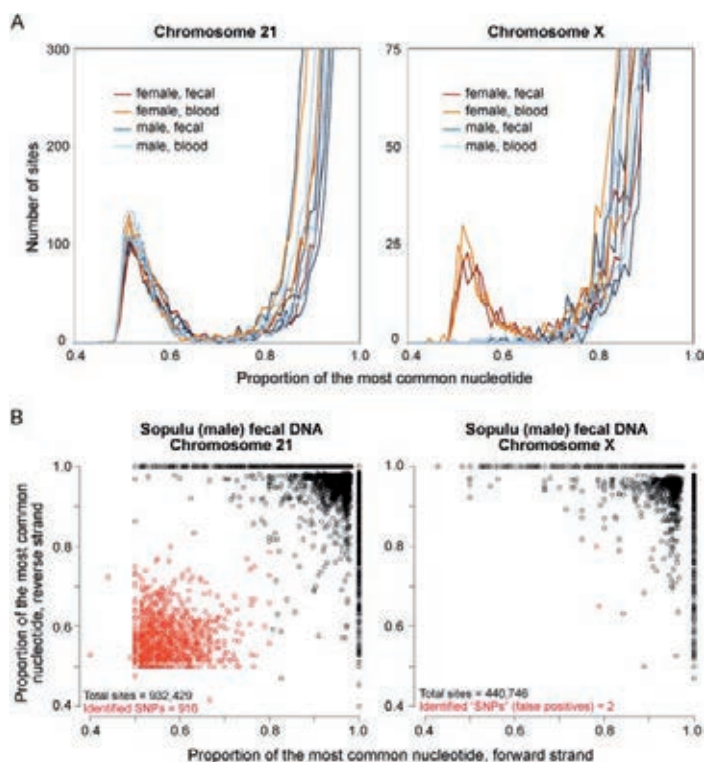 A
Chromosome 21
Chromosome X
300
200
100
0
Number of sites
female, fecal
female, blood
male, fecal
male, blood
0.4
0.6
0.8
1.0
75
50
25
0
female, fecal
female, blood
male, fecal
male, blood
0.4
0.6
0.8
1.0
Proportion of the most common nucleotide
B
Sopulu (male) fecal DNA
Chromosome 21
Sopulu (male) fecal DNA
Chromosome X
Proportion of the most common
nucleotide, reverse strand
1.0
0.8
0.6
0.4
Total sites = 932,429
Identified SNPs = 916
0.4
0.6
0.8
1.0
1.0
0.8
0.6
0.4
Total sites = 440,746
Identified 'SNPs' (false positives) = 2
0.4
0.6
0.8
1.0
Proportion of the most common nucleotide, forward strand